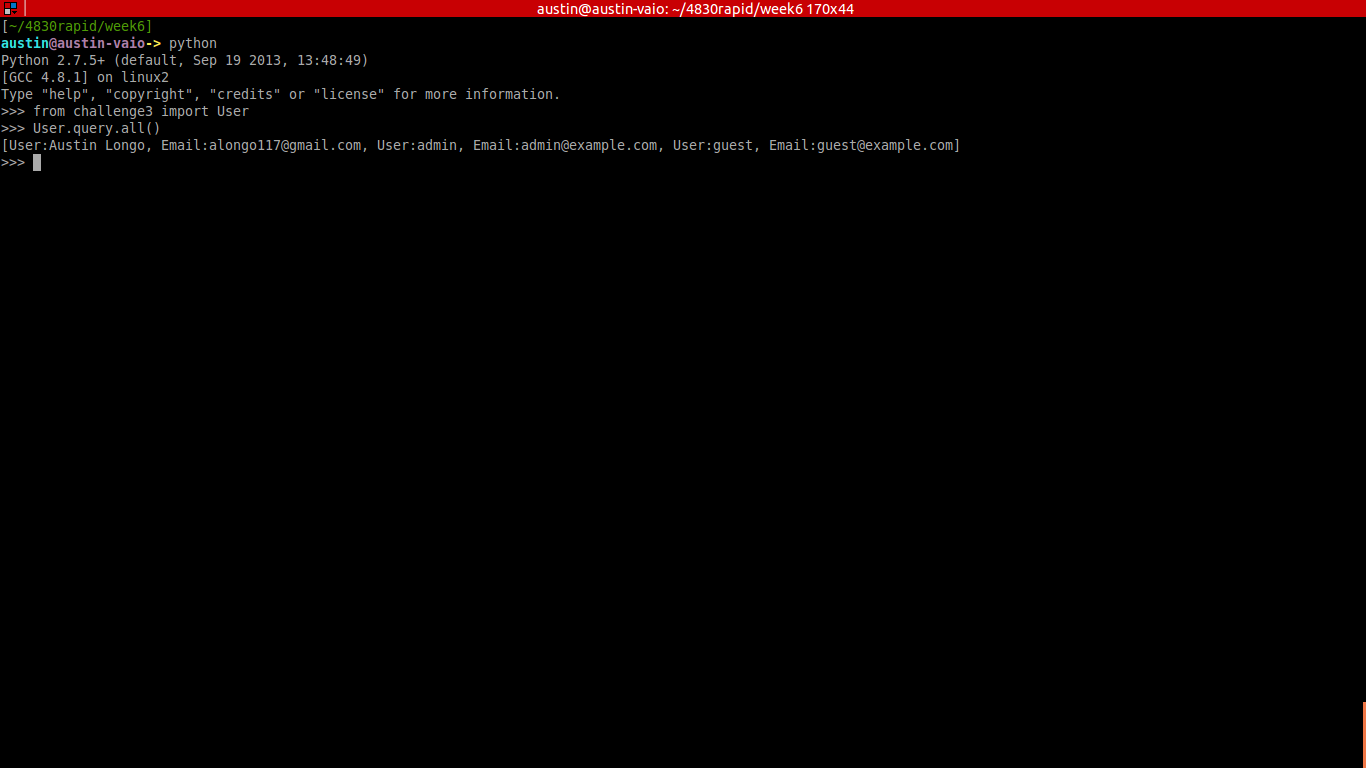 austin@austin-vaio: ~/4830rapid/week6 170x44
[~/4830rapid/week6]
austin@austin-vaio-> python
Python 2.7.5+ (default, Sep 19 2013, 13:48:49)
[GCC 4.8.1] on linux2
Type "help", "copyright", "credits" or "license" for more information.
>>> from challenge3 import User
>>> User.query.all()
[User:Austin Longo, Email:alongo117@gmail.com, User:admin, Email:admin@example.com, User:guest, Email:guest@example.com]
>>>